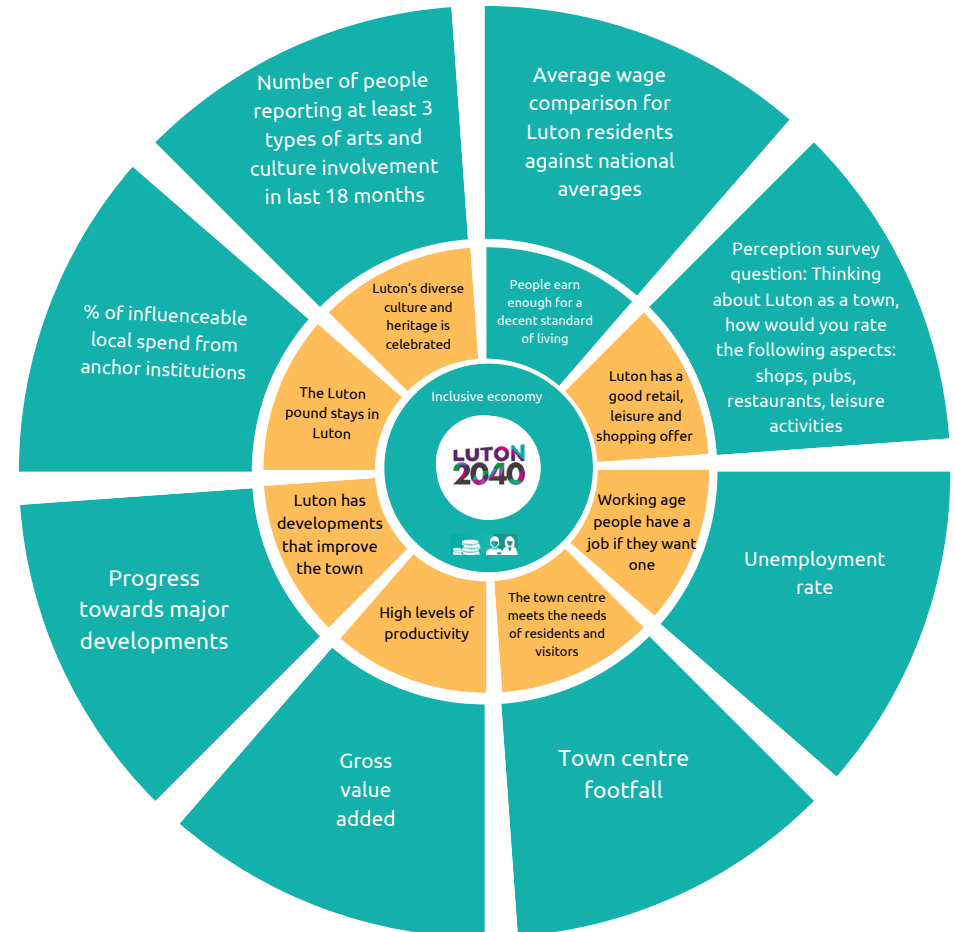 Number of people
reporting at least 3
types of arts and
culture involvement
in last 18 months
Average wage
comparison for
Luton residents
against national
averages
Perception survey
question: Thinking
about Luton as a town,
how would you rate
the following aspects:
shops, pubs,
restaurants, leisure
activities
% of influenceable
local spend from
anchor institutions
Luton's diverse
culture and
heritage is
celebrated
People earn
enough for a
decent standard
of living
The Luton
pound stays in
Luton
Inclusive economy
LUTON
2040
Luton has a
good retail,
leisure and
shopping offer
Luton has
developments
that improve
the town
Working age
people have a
job if they want
one
High levels of
productivity
The town centre
meets the needs
of residents and
visitors
Progress
towards major
developments
Unemployment
rate
Gross
value
added
Town centre
footfall